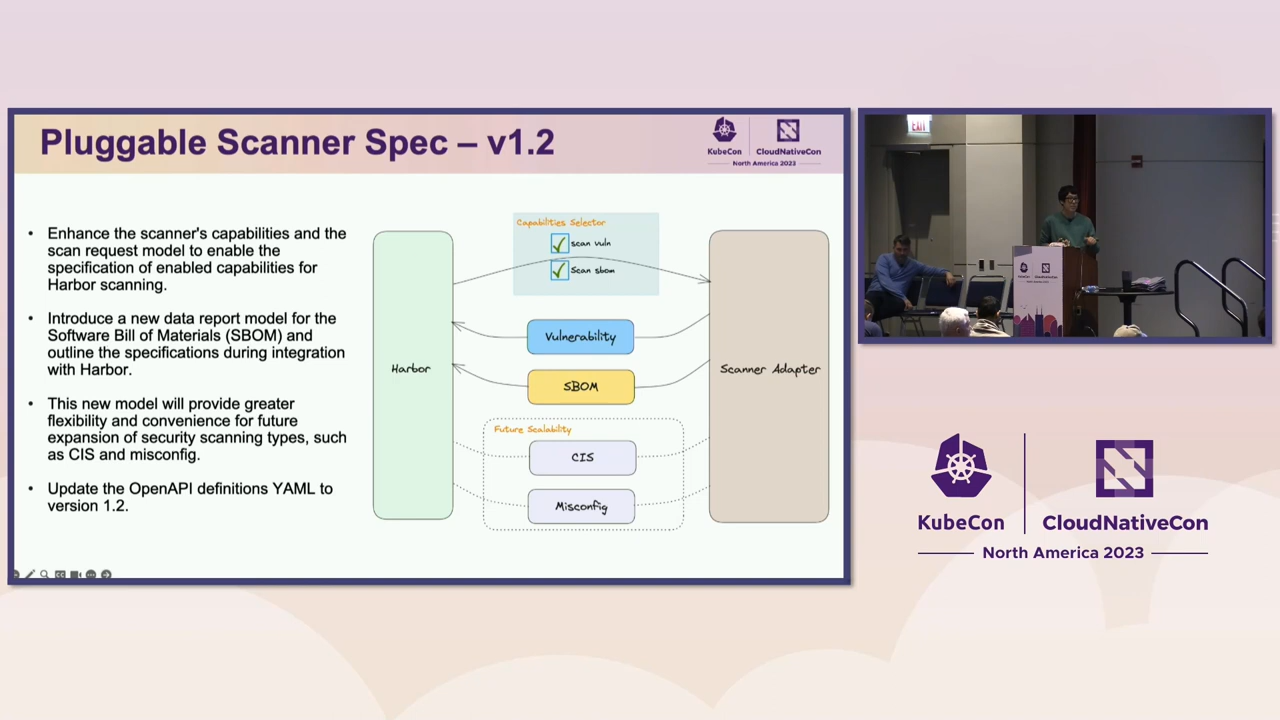 Pluggable Scanner Spec – v1.2
KubeCon
CloudNativeCon
North America 2023
• Enhance the scanner's capabilities and the
scan request model to enable the
specification of enabled capabilities for
Harbor scanning.
• Introduce a new data report model for the
Software Bill of Materials (SBOM) and
outline the specifications during integration
with Harbor.
• This new model will provide greater
flexibility and convenience for future
expansion of security scanning types, such
as CIS and misconfig.
• Update the OpenAPI definitions YAML to
version 1.2.
Capabilities Selector
scan vuln
Scan sbom
Harbor
Vulnerability
SBOM
Scanner Adapter
Future Scalability
CIS
Misconfig
EXIT
KubeCon
CloudNativeCon
North America 2023